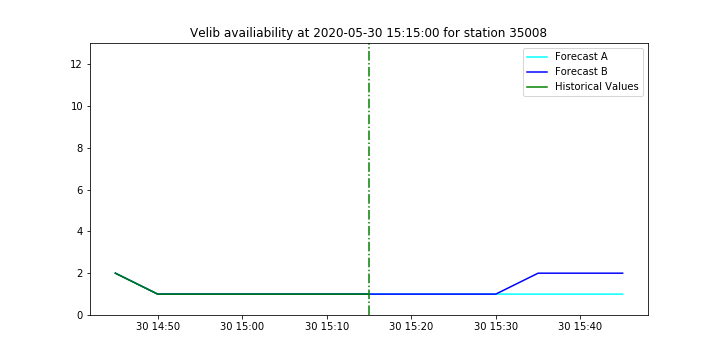 Velib availiability at 2020-05-30 15:15:00 for station 35008
Forecast A
Forecast B
Historical Values
12
10
8
6
4
2
0
30 14:50 30 15:00 30 15:10 30 15:20 30 15:30 30 15:40